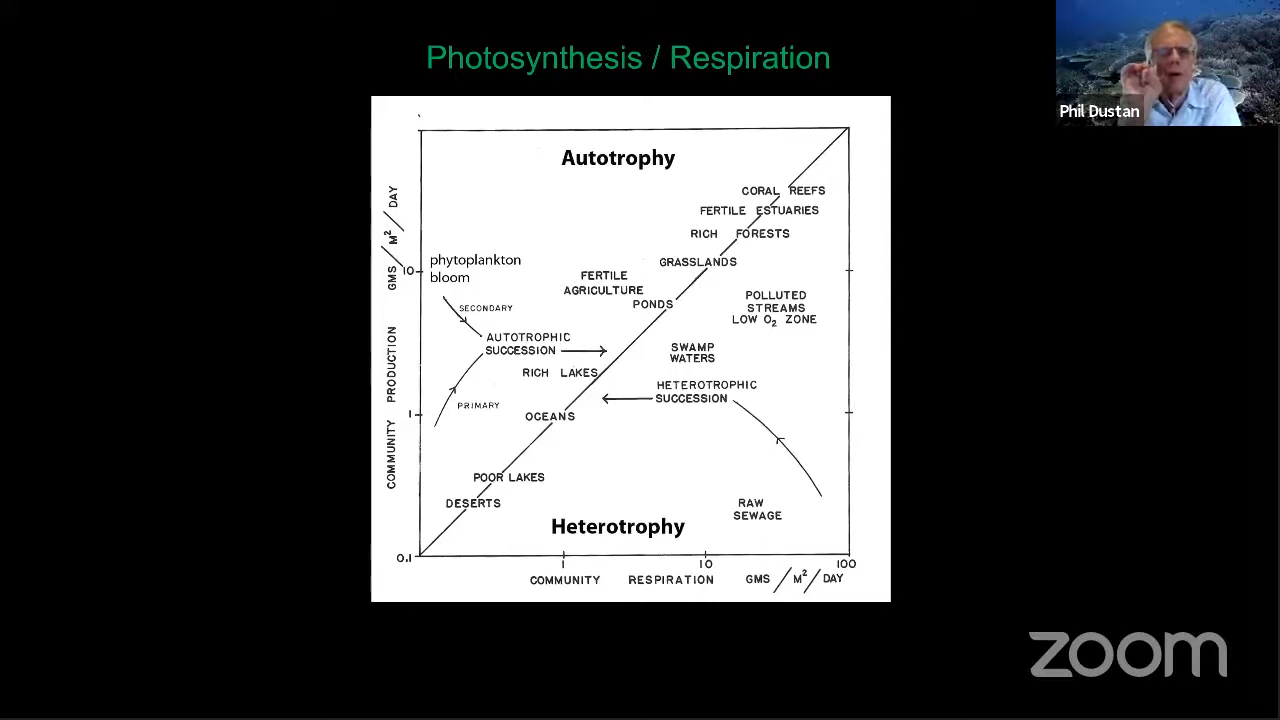 Photosynthesis / Respiration
Phil Dustan
Autotrophy
CORAL REEFS
FERTILE ESTUARIES
RICH FORESTS
GRASSLANDS
phytoplankton
bloom
FERTILE
AGRICULTURE
PONDS
POLLUTED
STREAMS
LOW O₂ ZONE
SECONDARY
AUTOTROPHIC
SUCCESSION
SWAMP
WATERS
RICH LAKES
HETEROTROPHIC
SUCCESSION
PRIMARY
OCEANS
POOR LAKES
DESERTS
RAW
SEWAGE
Heterotrophy
COMMUNITY PRODUCTION GMS / M² / DAY
10
1
0.1
1 10 100
COMMUNITY RESPIRATION GMS / M² / DAY
zoom